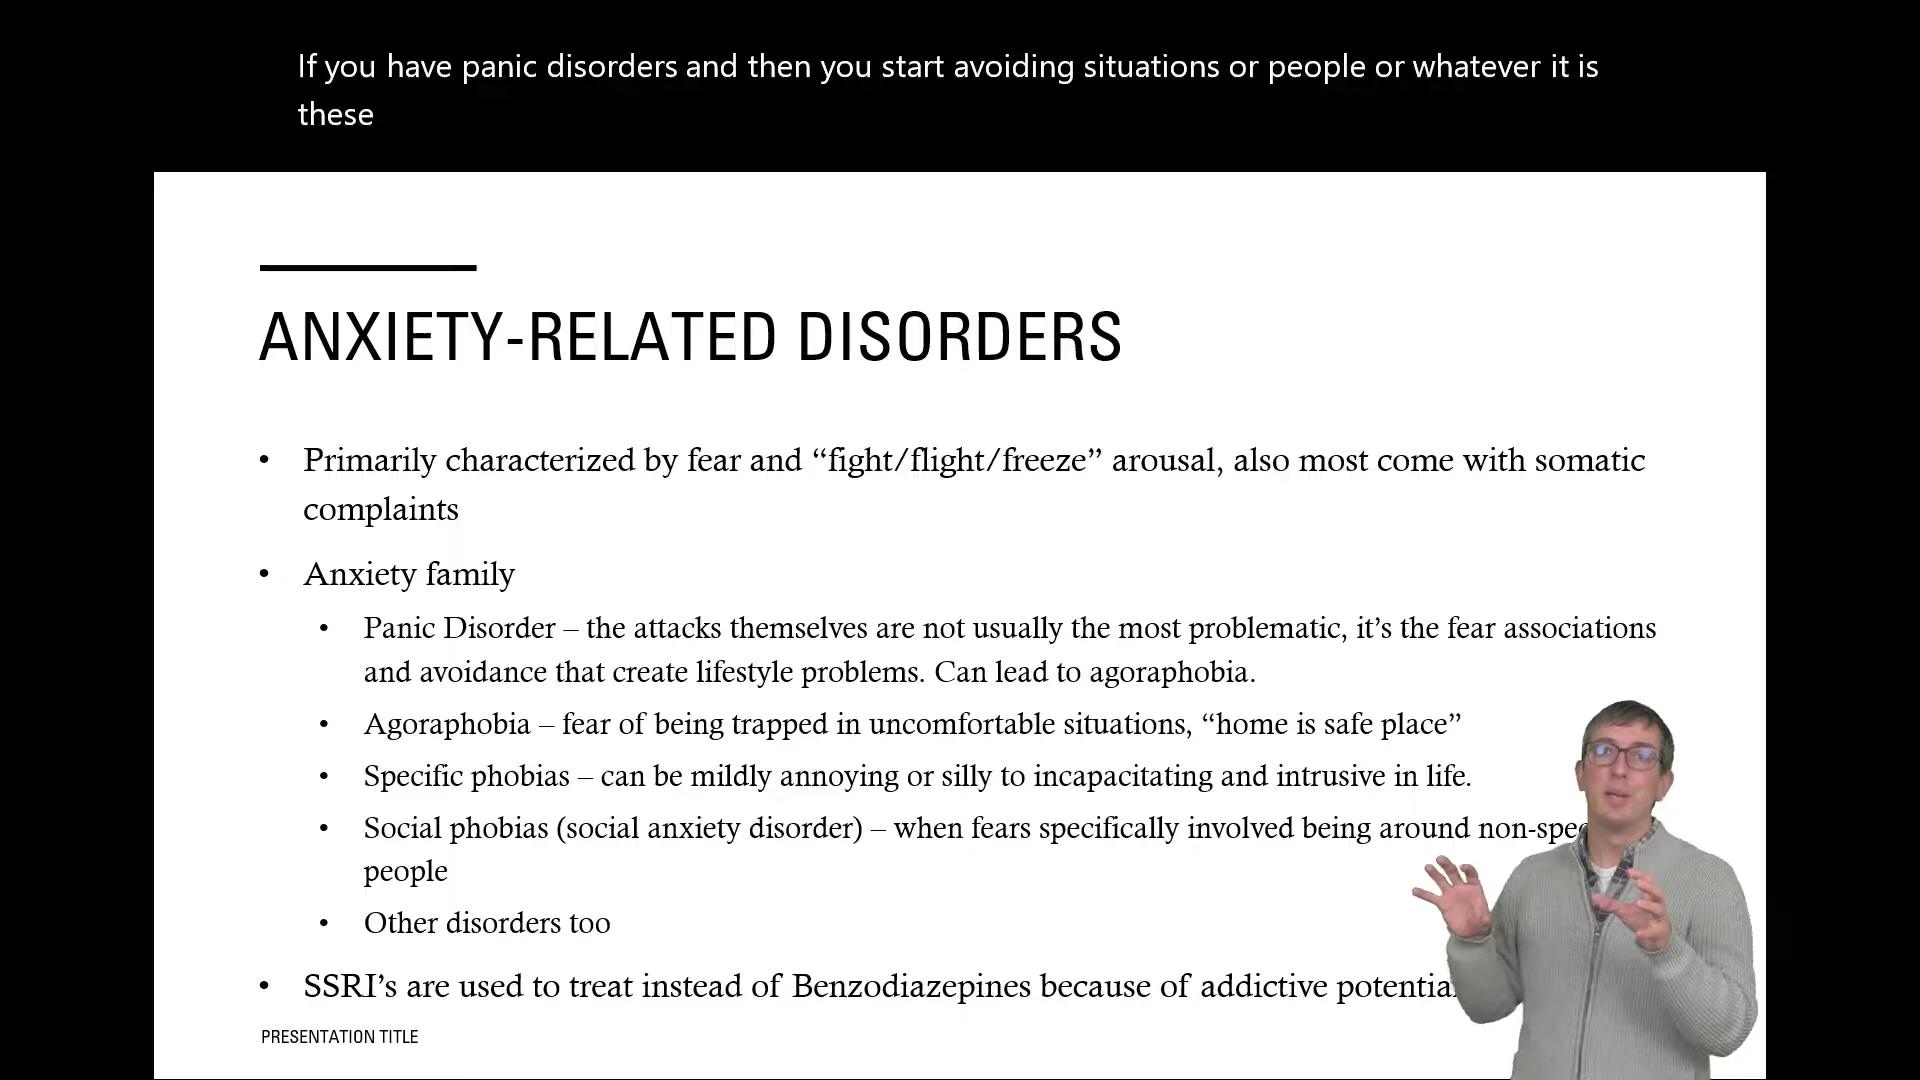 If you have panic disorders and then you start avoiding situations or people or whatever it is
these
ANXIETY-RELATED DISORDERS
• Primarily characterized by fear and “fight/flight/freeze” arousal, also most come with somatic
complaints
• Anxiety family
• Panic Disorder – the attacks themselves are not usually the most problematic, it’s the fear associations
and avoidance that create lifestyle problems. Can lead to agoraphobia.
• Agoraphobia – fear of being trapped in uncomfortable situations, “home is safe place”
• Specific phobias – can be mildly annoying or silly to incapacitating and intrusive in life.
• Social phobias (social anxiety disorder) – when fears specifically involved being around
people
• Other disorders too
• SSRI’s are used to treat instead of Benzodiazepines because of addictive
PRESENTATION TITLE